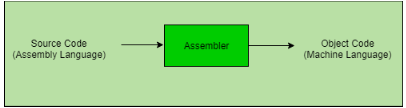 Source Code
(Assembly Language)
Assembler
Object Code
(Machine Language)